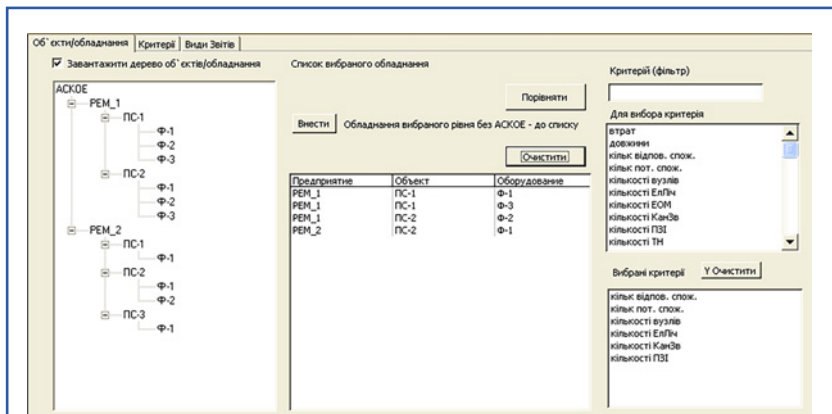 Об`єкти/обладнання Критерії Види Звітів
Завантажити дерево об`єктів/обладнання
АСКОЕ
РЕМ_1
ПС-1
Ф-1
Ф-2
Ф-3
ПС-2
Ф-1
Ф-2
Ф-3
РЕМ_2
ПС-1
Ф-1
ПС-2
Ф-1
Ф-2
ПС-3
Ф-1
Список вибраного обладнання
Порівняти
Внести Обладнання вибраного рівня без АСКОЕ - до списку
Очистити
Предприятие Объект Оборудование
РЕМ_1 ПС-1 Ф-1
РЕМ_1 ПС-1 Ф-3
РЕМ_1 ПС-2 Ф-2
РЕМ_2 ПС-2 Ф-1
Критерій (фільтр)
Для вибора критерія
втрат
довжини
кільк відпов. спож.
кільк пот. спож.
кількості вузлів
кількості ЕлЛіч
кількості ЕОМ
кількості КанЗв
кількості ПЗІ
кількості ТН
Вибрані критерії Y Очистити
кільк відпов. спож.
кільк пот. спож.
кількості вузлів
кількості ЕлЛіч
кількості КанЗв
кількості ПЗІ